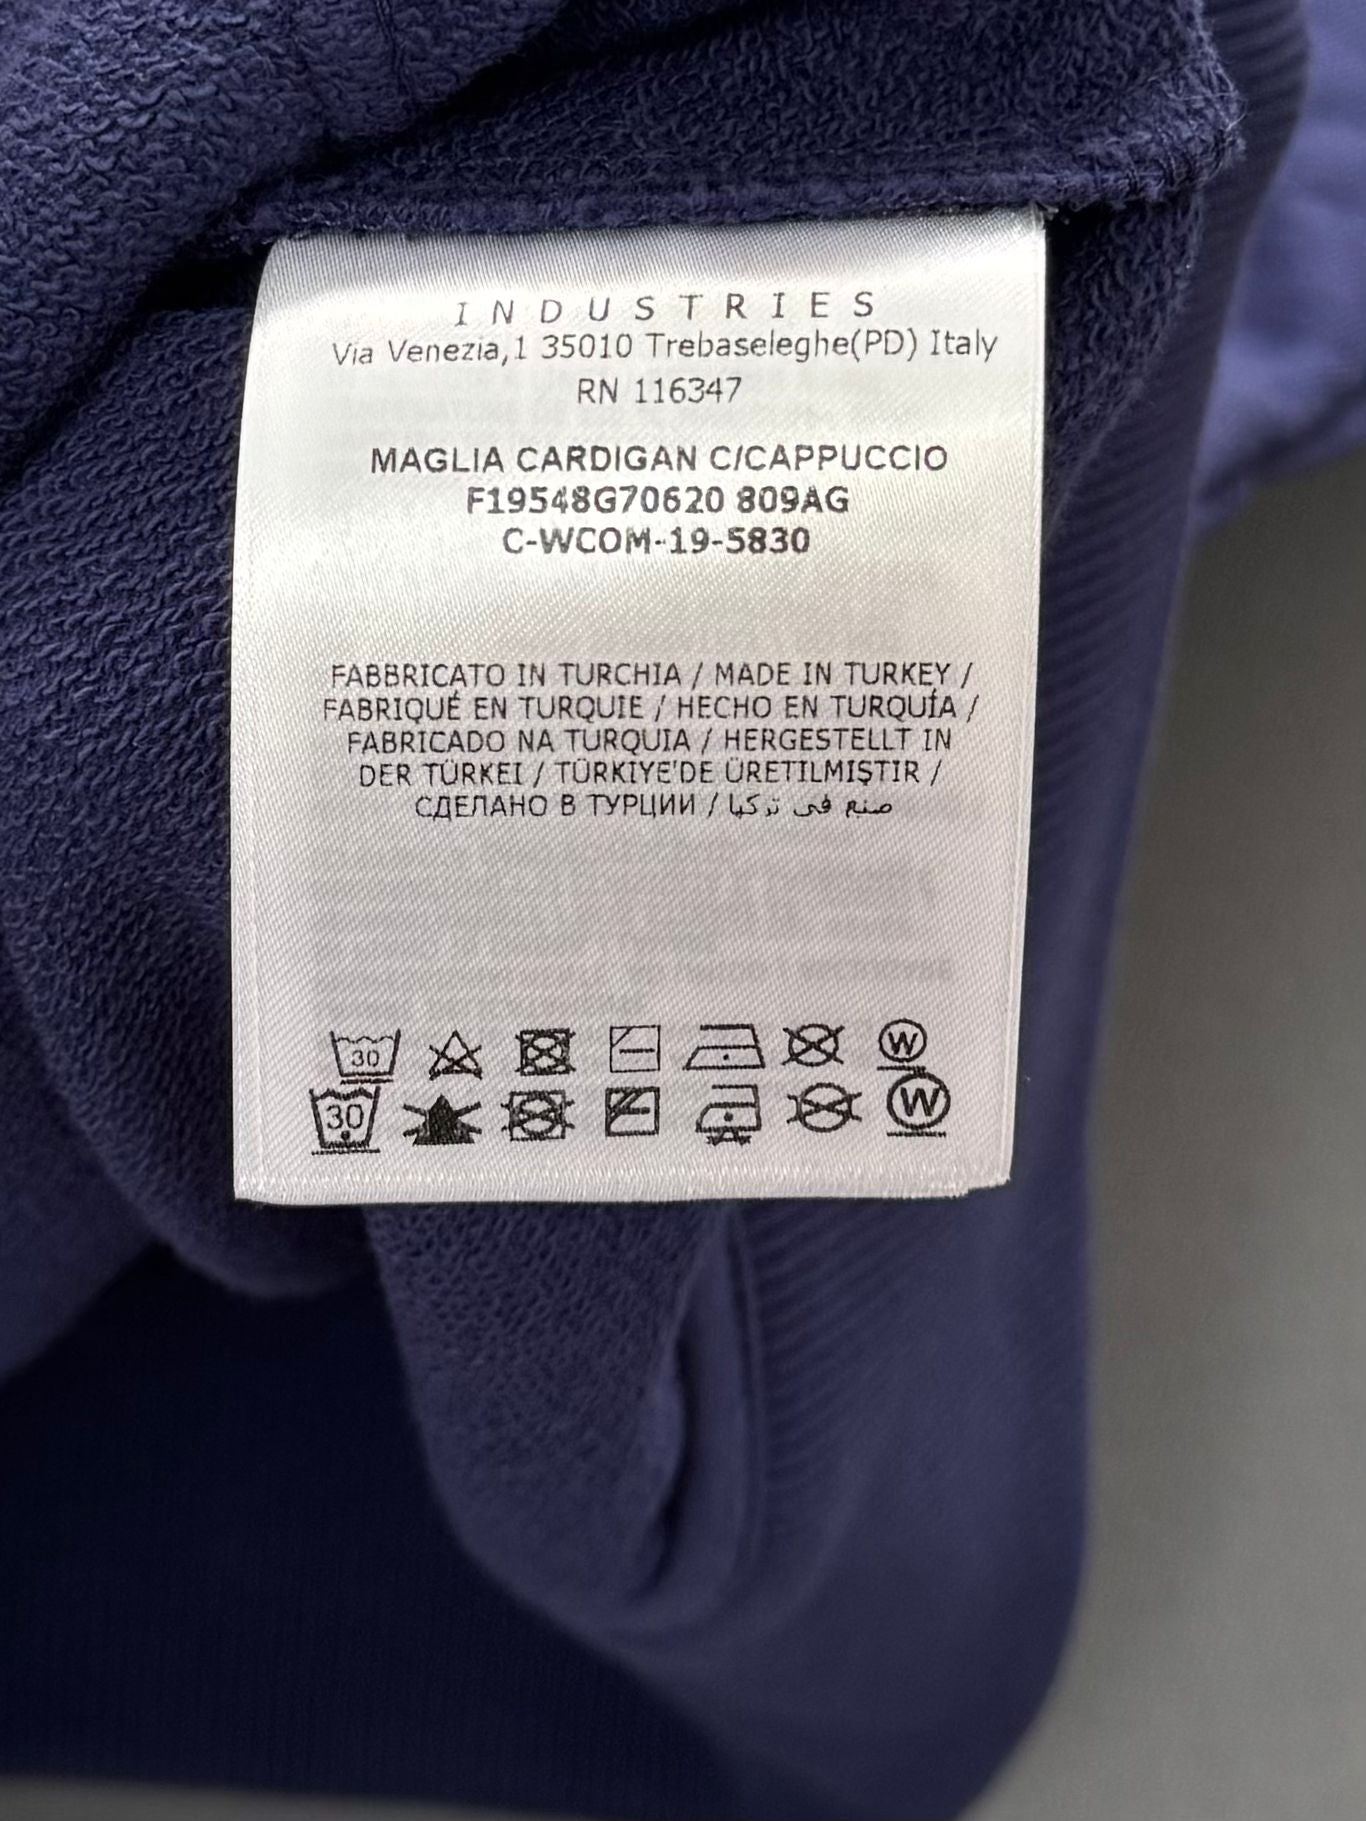 INDUSTRIES
Via Venezia,1 35010 Trebaseleghe(PD) Italy
RN 116347
MAGLIA CARDIGAN C/CAPPUCCIO
F19548G70620 809AG
C-WCOM-19-5830
FABBRICATO IN TURCHIA / MADE IN TURKEY /
FABRIQUÉ EN TURQUIE / HECHO EN TURQUÍA /
FABRICADO NA TURQUIA / HERGESTELLT IN
DER TÜRKEI / TÜRKIYE'DE ÜRETILMIŞTIR /
СДЕЛАНО В ТУРЦИИ / صنع في تركيا
30 W
30 W